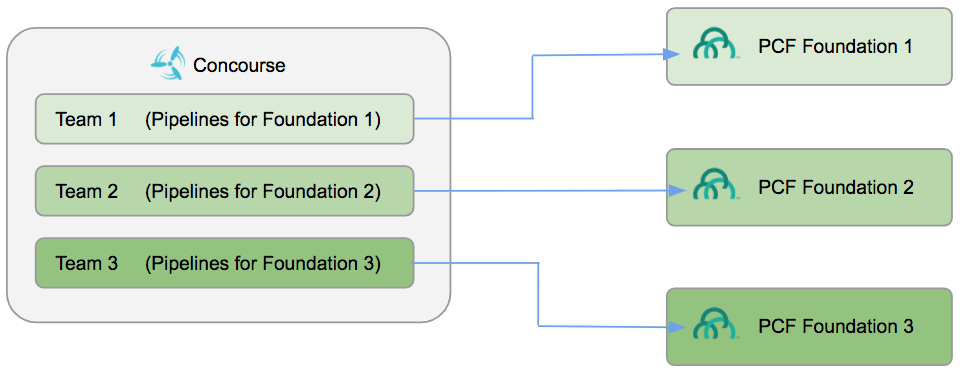 Concourse
Team 1 (Pipelines for Foundation 1)
Team 2 (Pipelines for Foundation 2)
Team 3 (Pipelines for Foundation 3)
PCF Foundation 1
PCF Foundation 2
PCF Foundation 3